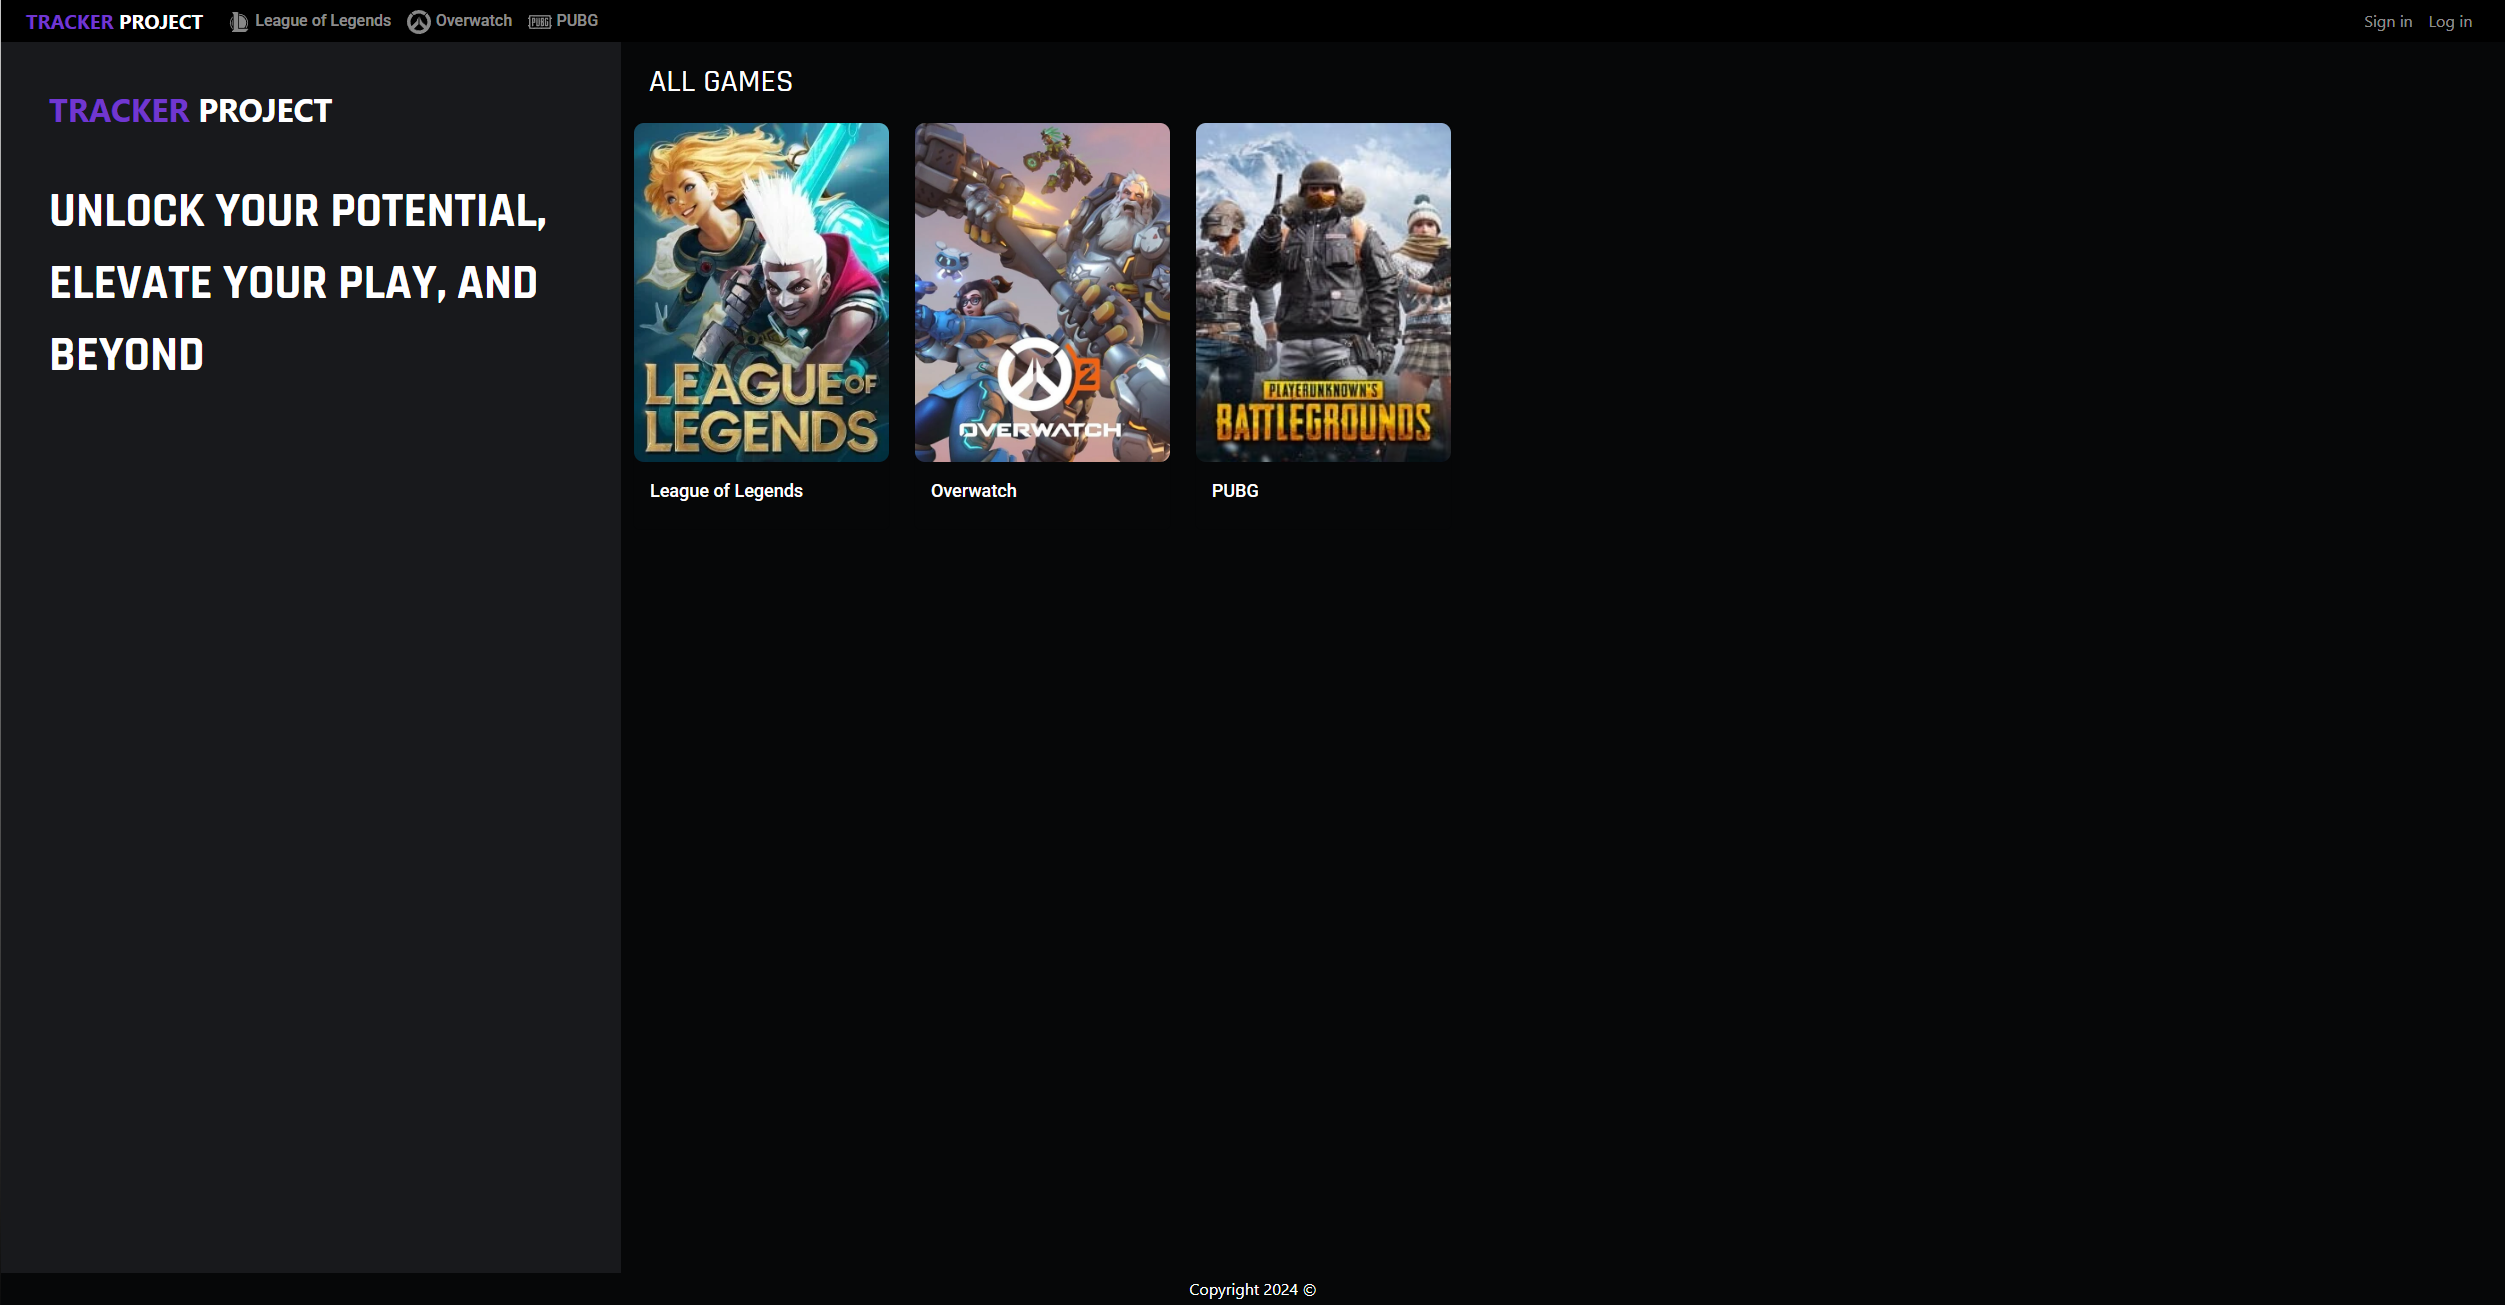 TRACKER PROJECT League of Legends Overwatch PUBG PUBG Sign in Log in
TRACKER PROJECT
UNLOCK YOUR POTENTIAL,
ELEVATE YOUR PLAY, AND
BEYOND
ALL GAMES
LEAGUE OF
LEGENDS
2
OVERWATCH
PLAYERUNKNOWN'S
BATTLEGROUNDS
League of Legends
Overwatch
PUBG
Copyright 2024 ©